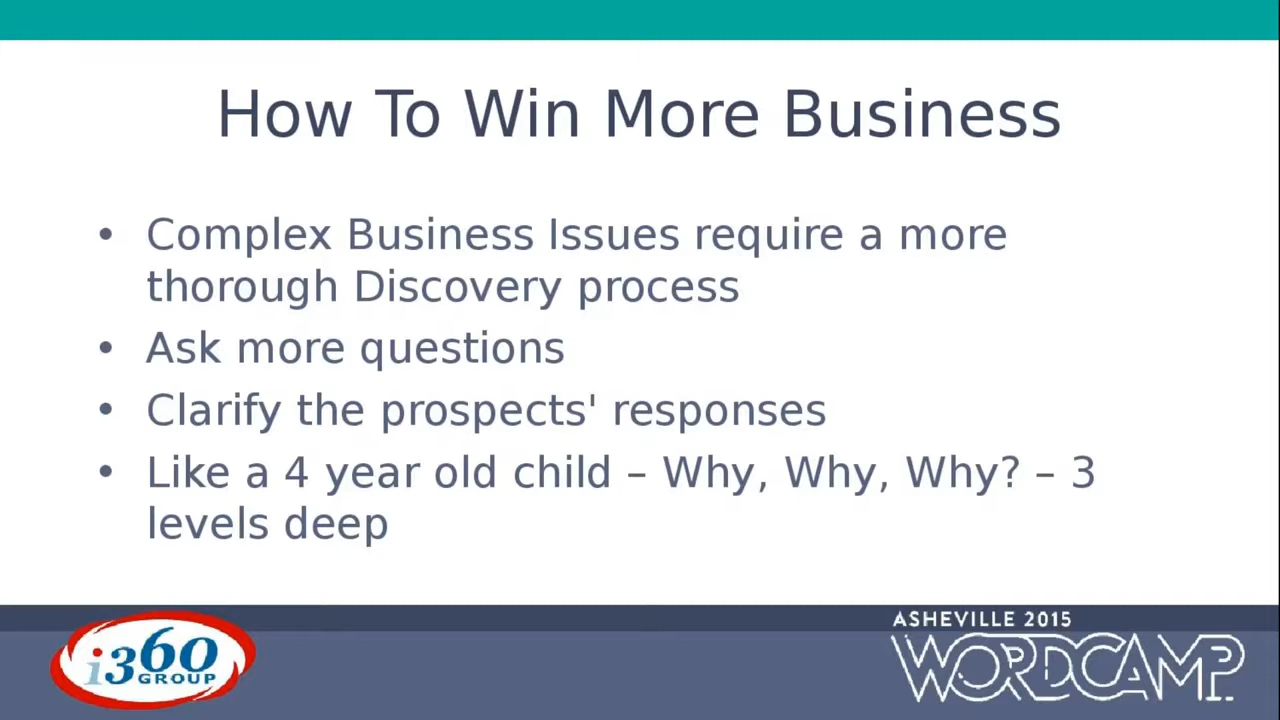 How To Win More Business
• Complex Business Issues require a more
thorough Discovery process
• Ask more questions
• Clarify the prospects' responses
• Like a 4 year old child – Why, Why, Why? – 3
levels deep
i360
GROUP
ASHEVILLE 2015
WORDCAMP